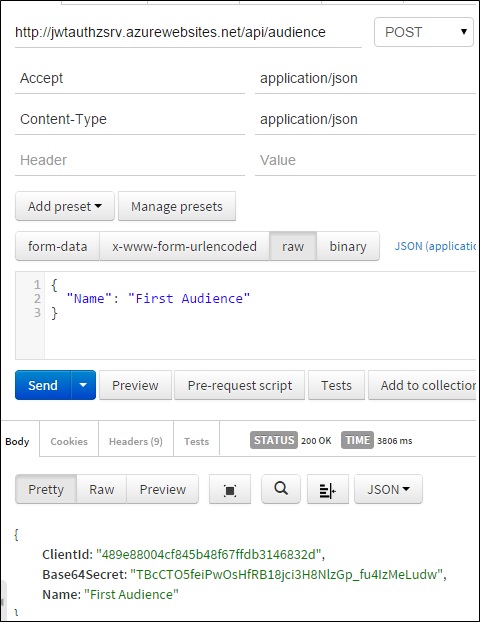 http://jwtauthzsrv.azurewebsites.net/api/audience POST
Accept application/json
Content-Type application/json
Header Value
Add preset Manage presets
form-data x-www-form-urlencoded raw binary JSON (applicatic
1 {
2 "Name": "First Audience"
3 }
Send Preview Pre-request script Tests Add to collection
Body Cookies Headers (9) Tests STATUS 200 OK TIME 3806 ms
Pretty Raw Preview JSON
{
ClientId: "489e88004cf845b48f67ffdb3146832d",
Base64Secret: "TBcCTO5feiPwOsHfRB18jci3H8NlzGp_fu4IzMeLudw",
Name: "First Audience"
}